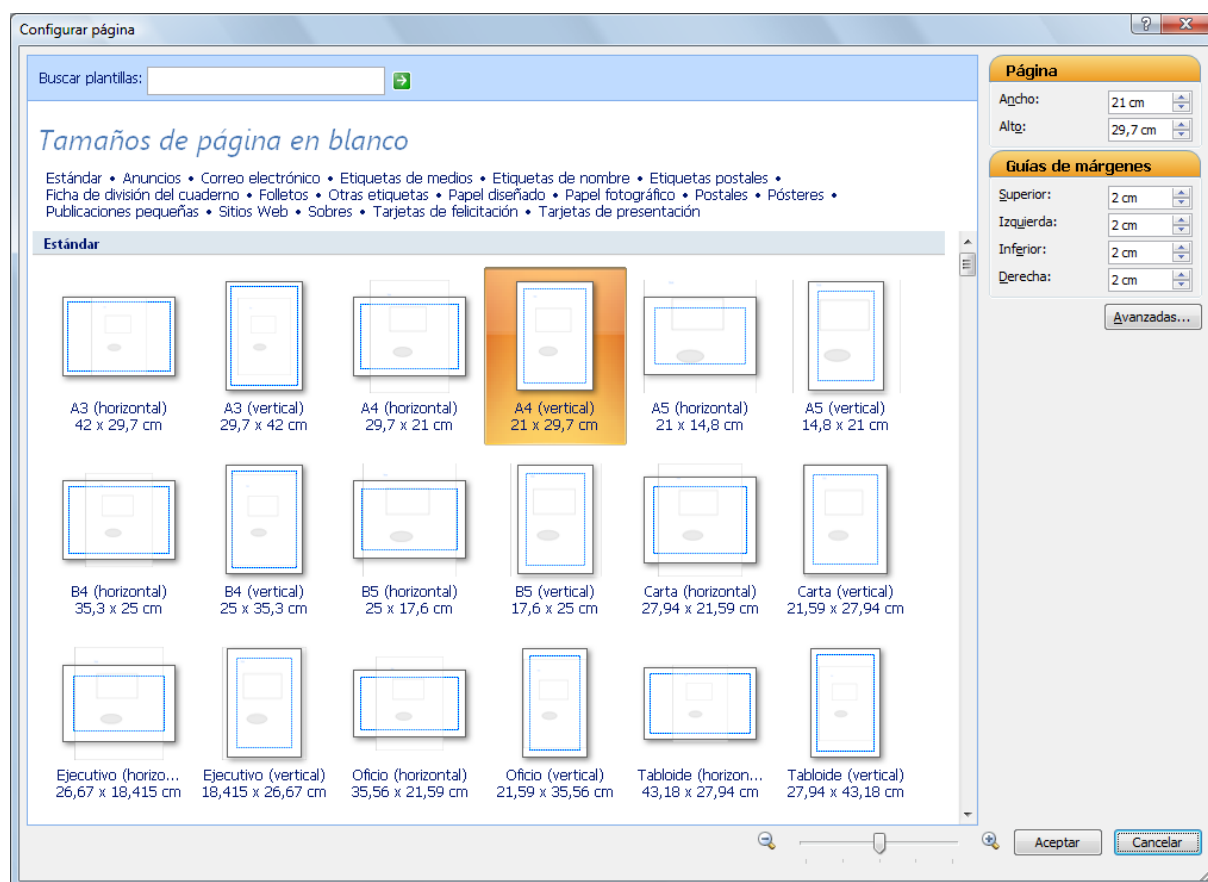 Configurar página
Buscar plantillas:
Tamaños de página en blanco
Estándar • Anuncios • Correo electrónico • Etiquetas de medios • Etiquetas de nombre • Etiquetas postales •
Ficha de división del cuaderno • Folletos • Otras etiquetas • Papel diseñado • Papel fotográfico • Postales • Pósteres •
Publicaciones pequeñas • Sitios Web • Sobres • Tarjetas de felicitación • Tarjetas de presentación
Estándar
A3 (horizontal) A3 (vertical) A4 (horizontal) A4 (vertical) A5 (horizontal) A5 (vertical)
42 x 29,7 cm 29,7 x 42 cm 29,7 x 21 cm 21 x 29,7 cm 21 x 14,8 cm 14,8 x 21 cm
B4 (horizontal) B4 (vertical) B5 (horizontal) B5 (vertical) Carta (horizontal) Carta (vertical)
35,3 x 25 cm 25 x 35,3 cm 25 x 17,6 cm 17,6 x 25 cm 27,94 x 21,59 cm 21,59 x 27,94 cm
Ejecutivo (horizo... Ejecutivo (vertical) Oficio (horizontal) Oficio (vertical) Tabloide (horizon... Tabloide (vertical)
26,67 x 18,415 cm 18,415 x 26,67 cm 35,56 x 21,59 cm 21,59 x 35,56 cm 43,18 x 27,94 cm 27,94 x 43,18 cm
Página
Ancho: 21 cm
Alto: 29,7 cm
Guías de márgenes
Superior: 2 cm
Izquierda: 2 cm
Inferior: 2 cm
Derecha: 2 cm
Avanzadas...
Aceptar Cancelar